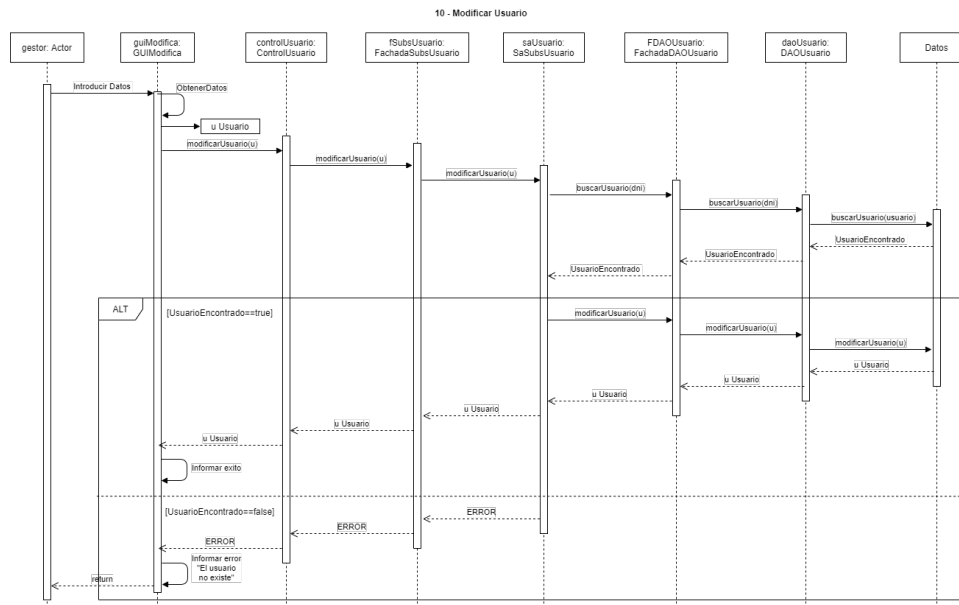 10 - Modificar Usuario
gestor: Actor
guiModifica:
GUIModifica
controlUsuario:
ControlUsuario
fSubsUsuario:
FachadaSubsUsuario
saUsuario:
SaSubsUsuario
FDAOUsuario:
FachadaDAOUsuario
daoUsuario:
DAOUsuario
Datos
Introducir Datos
ObtenerDatos
u Usuario
modificarUsuario(u)
modificarUsuario(u)
modificarUsuario(u)
buscarUsuario(dni)
buscarUsuario(dni)
buscarUsuario(usuario)
UsuarioEncontrado
UsuarioEncontrado
UsuarioEncontrado
ALT
[UsuarioEncontrado==true]
modificarUsuario(u)
modificarUsuario(u)
modificarUsuario(u)
u Usuario
u Usuario
u Usuario
u Usuario
u Usuario
u Usuario
Informar exito
[UsuarioEncontrado==false]
ERROR
ERROR
ERROR
Informar error
"El usuario
no existe"
return